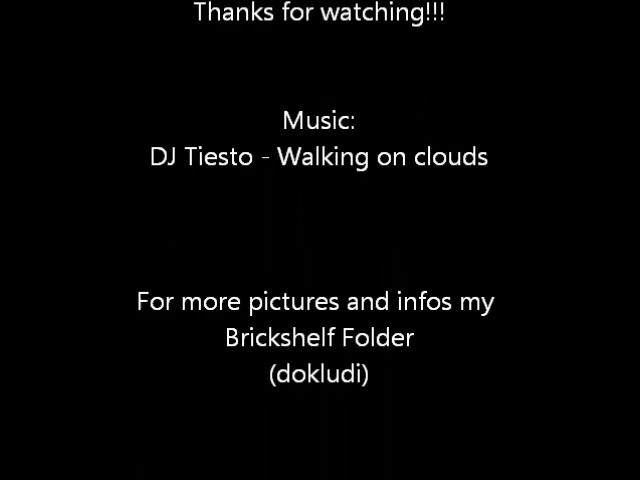 Thanks for watching!!!
Music:
DJ Tiesto - Walking on clouds
For more pictures and infos my
Brickshelf Folder
(dokludi)